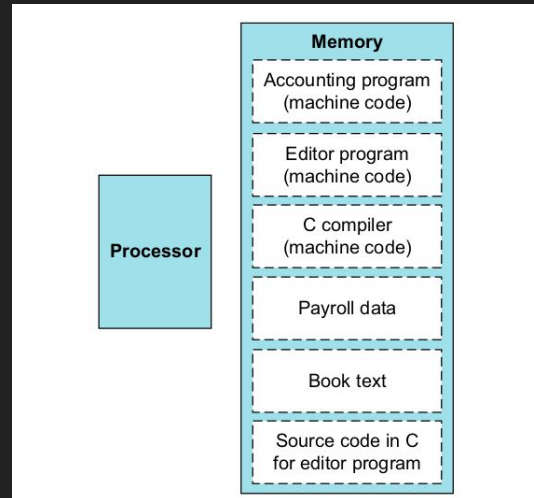 Memory
Accounting program
(machine code)
Editor program
(machine code)
C compiler
(machine code)
Processor
Payroll data
Book text
Source code in C
for editor program